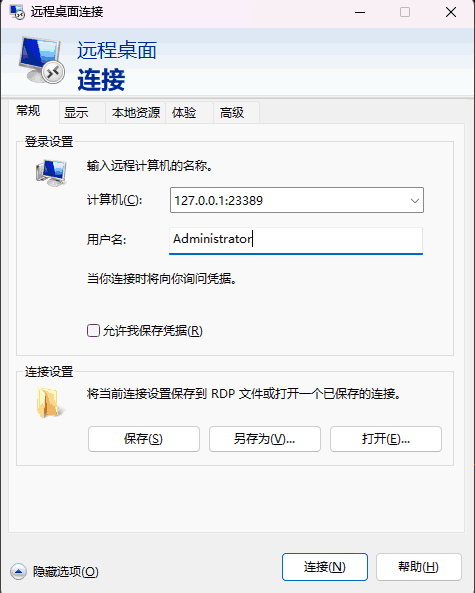 远程桌面连接
远程桌面
连接
常规 显示 本地资源 体验 高级
登录设置
输入远程计算机的名称。
计算机(C): 127.0.0.1:23389
用户名: Administrator
当你连接时将向你询问凭据。
允许我保存凭据(R)
连接设置
将当前连接设置保存到 RDP 文件或打开一个已保存的连接。
保存(S) 另存为(V)... 打开(E)...
隐藏选项(O) 连接(N) 帮助(H)